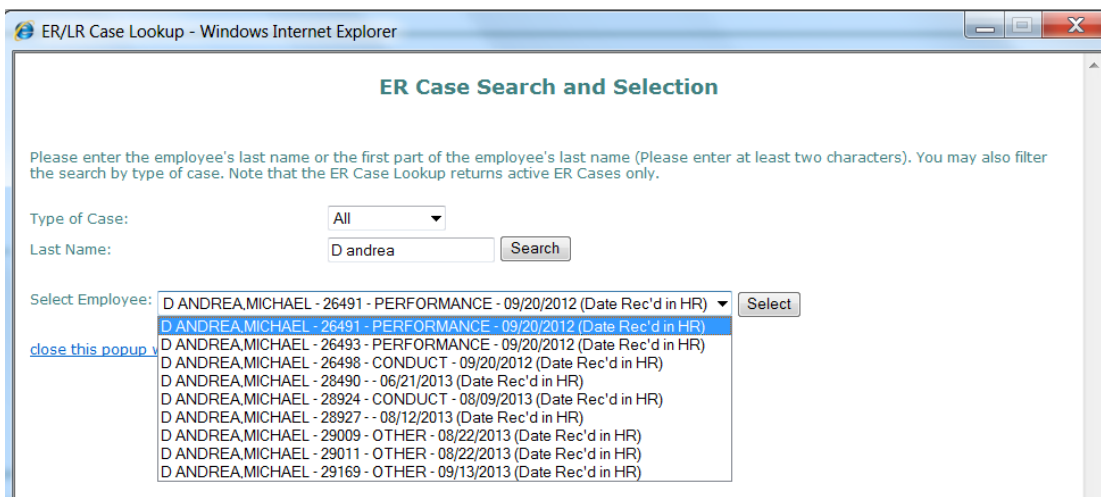 ER/LR Case Lookup - Windows Internet Explorer
ER Case Search and Selection
Please enter the employee's last name or the first part of the employee's last name (Please enter at least two characters). You may also filter
the search by type of case. Note that the ER Case Lookup returns active ER Cases only.
Type of Case: All
Last Name: D andrea Search
Select Employee: D ANDREA,MICHAEL - 26491 - PERFORMANCE - 09/20/2012 (Date Rec'd in HR) Select
D ANDREA,MICHAEL - 26491 - PERFORMANCE - 09/20/2012 (Date Rec'd in HR)
D ANDREA,MICHAEL - 26493 - PERFORMANCE - 09/20/2012 (Date Rec'd in HR)
close this popup
D ANDREA,MICHAEL - 26498 - CONDUCT - 09/20/2012 (Date Rec'd in HR)
D ANDREA,MICHAEL - 28490 - - 06/21/2013 (Date Rec'd in HR)
D ANDREA,MICHAEL - 28924 - CONDUCT - 08/09/2013 (Date Rec'd in HR)
D ANDREA,MICHAEL - 28927 - - 08/12/2013 (Date Rec'd in HR)
D ANDREA,MICHAEL - 29009 - OTHER - 08/22/2013 (Date Rec'd in HR)
D ANDREA,MICHAEL - 29011 - OTHER - 08/22/2013 (Date Rec'd in HR)
D ANDREA,MICHAEL - 29169 - OTHER - 09/13/2013 (Date Rec'd in HR)